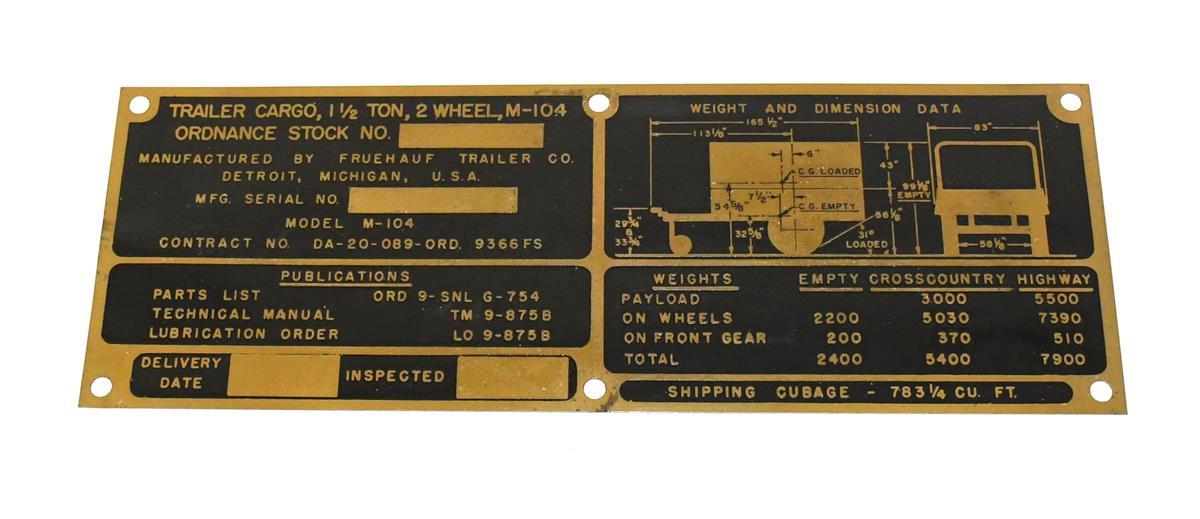 TRAILER CARGO, 1 1/2 TON, 2 WHEEL, M-104
ORDNANCE STOCK NO.
MANUFACTURED BY FRUEHAUF TRAILER CO.
DETROIT, MICHIGAN, U.S.A.
MFG. SERIAL NO.
MODEL M-104
CONTRACT NO. DA-20-089-ORD. 9366 FS
PUBLICATIONS
PARTS LIST ORD 9-SNL G-754
TECHNICAL MANUAL TM 9-875B
LUBRICATION ORDER LO 9-875B
DELIVERY
DATE
INSPECTED
WEIGHT AND DIMENSION DATA
165 1/2"
113 1/8"
83"
6"
43"
C.G. LOADED
99 1/8"
EMPTY
7 1/2"
54 5/8"
C.G. EMPTY
56 1/8"
29 3/4"
&
33 3/4"
32 5/8"
31°
LOADED
58 1/8"
WEIGHTS EMPTY CROSSCOUNTRY HIGHWAY
PAYLOAD 3000 5500
ON WHEELS 2200 5030 7390
ON FRONT GEAR 200 370 510
TOTAL 2400 5400 7900
SHIPPING CUBAGE - 783 1/4 CU. FT.